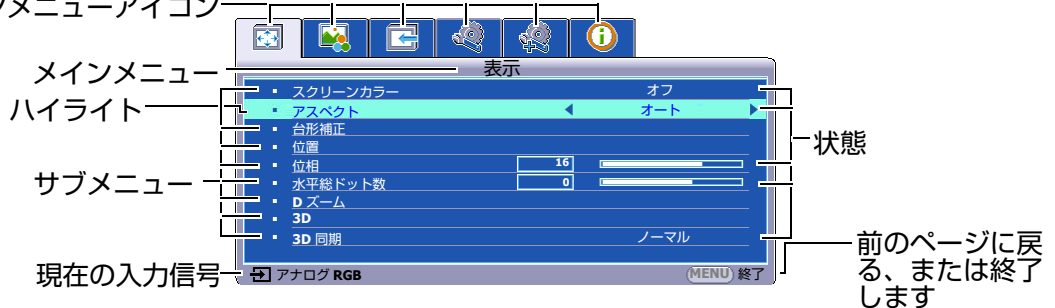 メニューアイコン
メインメニュー
表示
ハイライト
スクリーンカラー オフ
アスペクト オート
台形補正
位置
位相 16
水平総ドット数 0
D ズーム
3D
3D 同期 ノーマル
状態
サブメニュー
現在の入力信号
アナログ RGB
MENU 終了
前のページに戻
る、または終了
します